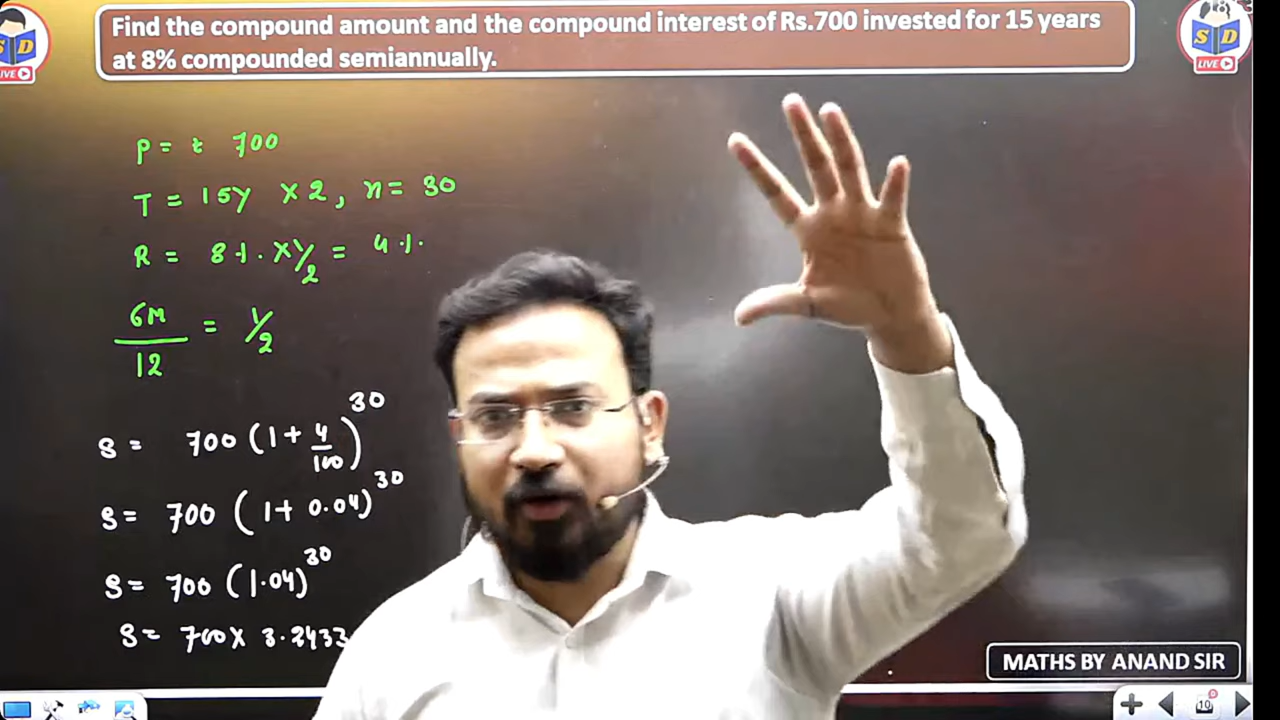 Find the compound amount and the compound interest of Rs.700 invested for 15 years
at 8% compounded semiannually.
SD
LIVE
SD
LIVE
P = ₹ 700
T = 15Y × 2, n = 30
R = 8% × 1/2 = 4%
6M/12 = 1/2
S = 700 (1 + 4/100)^30
S = 700 (1 + 0.04)^30
S = 700 (1.04)^30
S = 700 × 3.2433
MATHS BY ANAND SIR
10